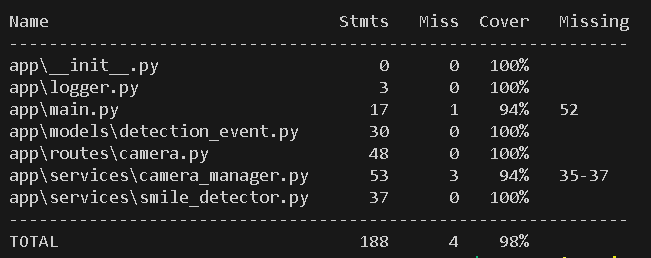 Name                             Stmts   Miss  Cover   Missing
--------------------------------------------------------------
app\__init__.py                      0      0   100%
app\logger.py                        3      0   100%
app\main.py                         17      1    94%   52
app\models\detection_event.py       30      0   100%
app\routes\camera.py                48      0   100%
app\services\camera_manager.py      53      3    94%   35-37
app\services\smile_detector.py      37      0   100%
--------------------------------------------------------------
TOTAL                              188      4    98%